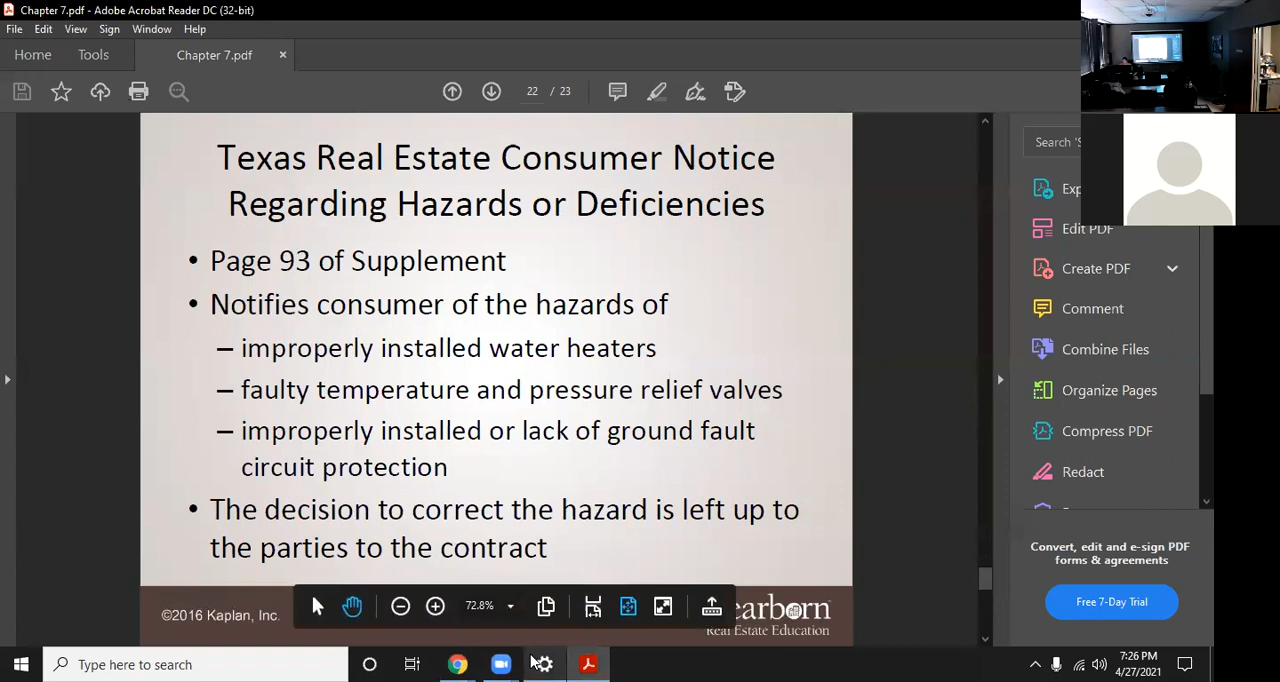 Chapter 7.pdf - Adobe Acrobat Reader DC (32-bit)
File Edit View Sign Window Help
Home Tools Chapter 7.pdf ×
22 / 23
Texas Real Estate Consumer Notice
Regarding Hazards or Deficiencies
• Page 93 of Supplement
• Notifies consumer of the hazards of
– improperly installed water heaters
– faulty temperature and pressure relief valves
– improperly installed or lack of ground fault
circuit protection
• The decision to correct the hazard is left up to
the parties to the contract
©2016 Kaplan, Inc.
72.8%
earborn™
Real Estate Education
Search 'S
Exp
Edit PDF
Create PDF
Comment
Combine Files
Organize Pages
Compress PDF
Redact
Convert, edit and e-sign PDF
forms & agreements
Free 7-Day Trial
Type here to search
7:26 PM
4/27/2021